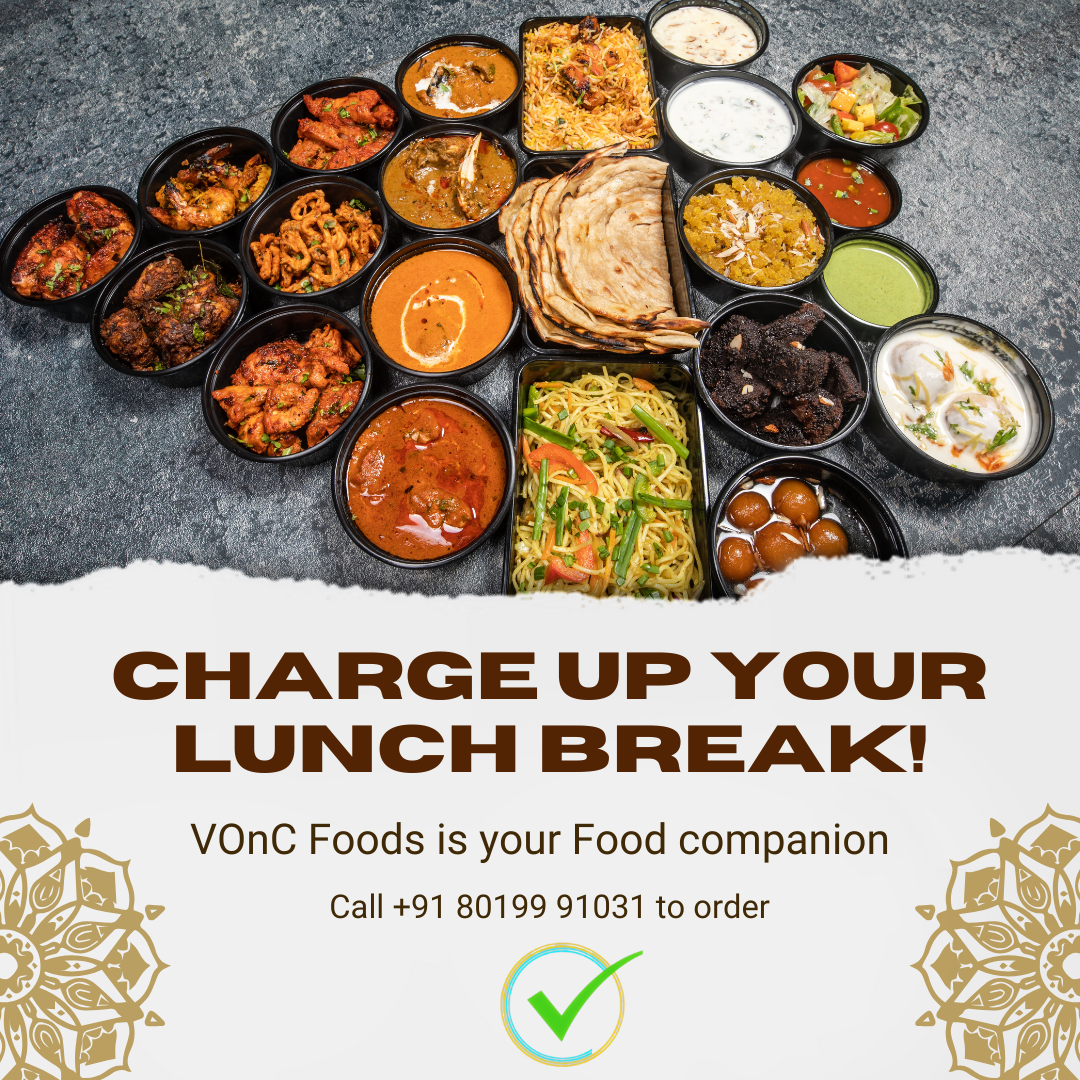 CHARGE UP YOUR
LUNCH BREAK!
VOnC Foods is your Food companion
Call +91 80199 91031 to order